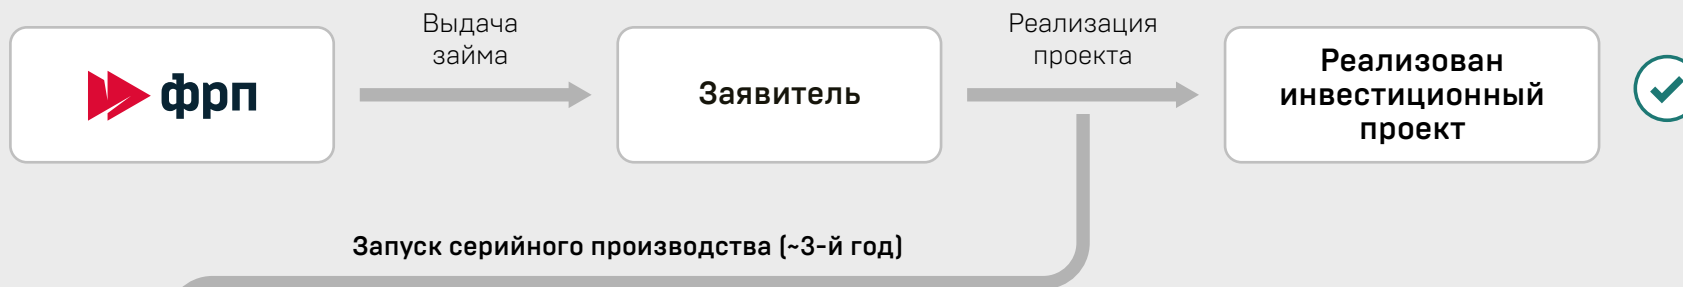 Выдача
займа
Реализация
проекта
фрп
Заявитель
Реализован
инвестиционный
проект
Запуск серийного производства (~3-й год)